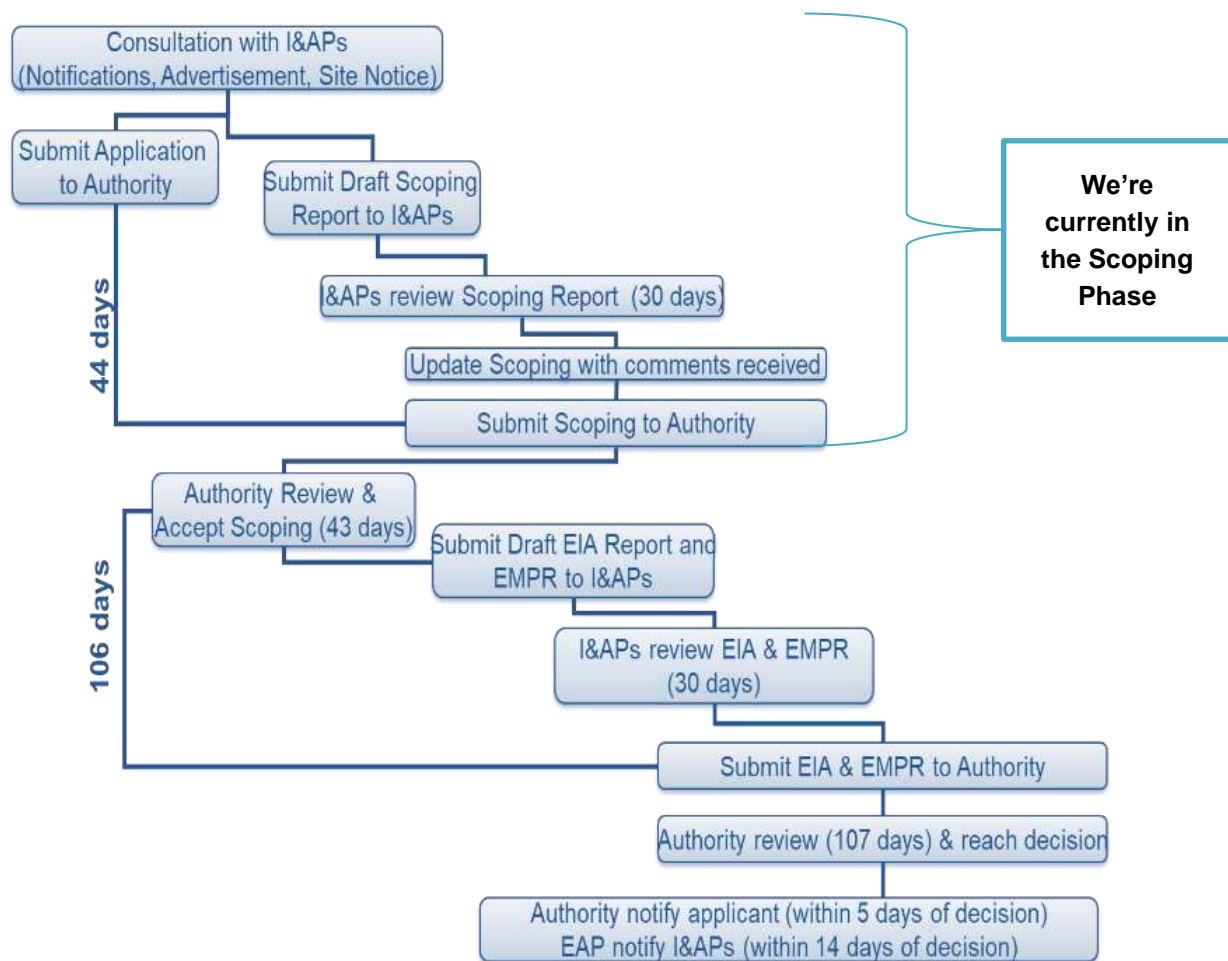 Consultation with I&APs
(Notifications, Advertisement, Site Notice)
Submit Application
to Authority
Submit Draft Scoping
Report to I&APs
I&APs review Scoping Report (30 days)
Update Scoping with comments received
Submit Scoping to Authority
44 days
We're
currently in
the Scoping
Phase
Authority Review &
Accept Scoping (43 days)
Submit Draft EIA Report and
EMPR to I&APs
I&APs review EIA & EMPR
(30 days)
Submit EIA & EMPR to Authority
106 days
Authority review (107 days) & reach decision
Authority notify applicant (within 5 days of decision)
EAP notify I&APs (within 14 days of decision)